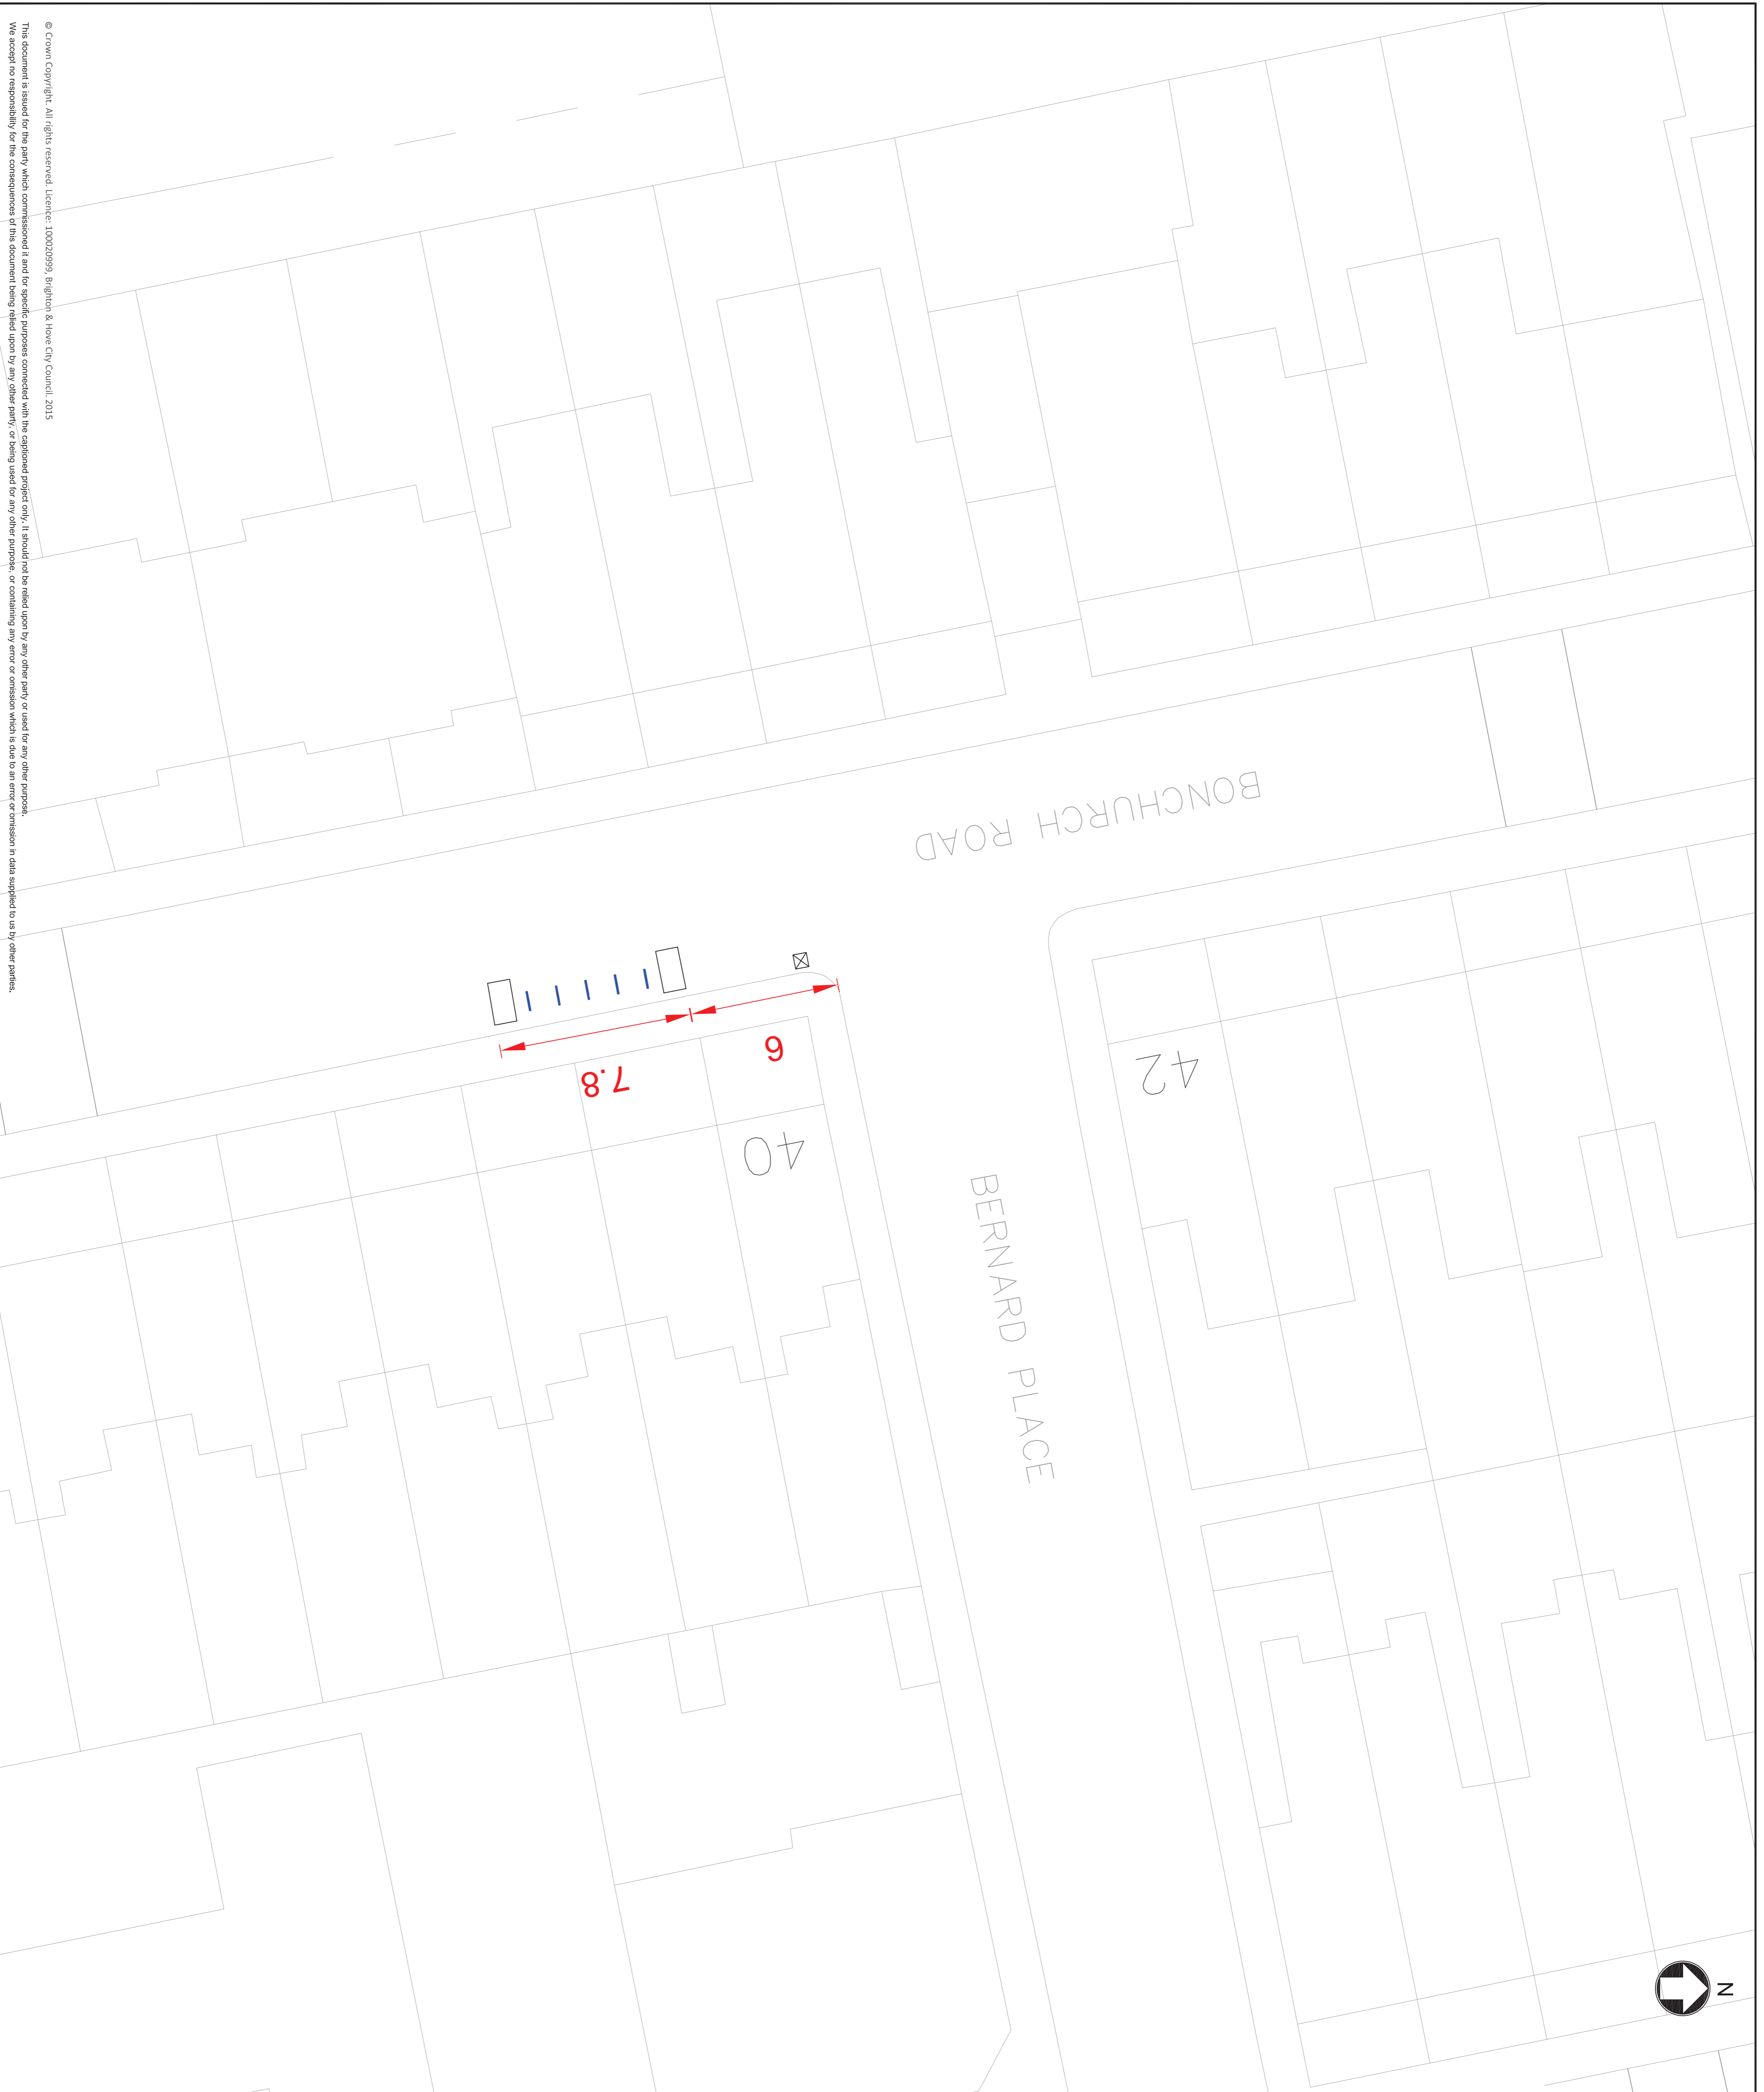 © Crown Copyright. All rights reserved. Licence: 100020999, Brighton & Hove City Council. 2015
This document is issued for the party which commissioned it and for specific purposes connected with the captioned project only. It should not be relied upon by any other party or used for any other purpose.
We accept no responsibility for the consequences of this document being relied upon by any other party, or being used for any other purpose, or containing any error or omission which is due to an error or omission in data supplied to us by other parties.
BONCHURCH ROAD
6
7.8
42
40
BERNARD PLACE
N